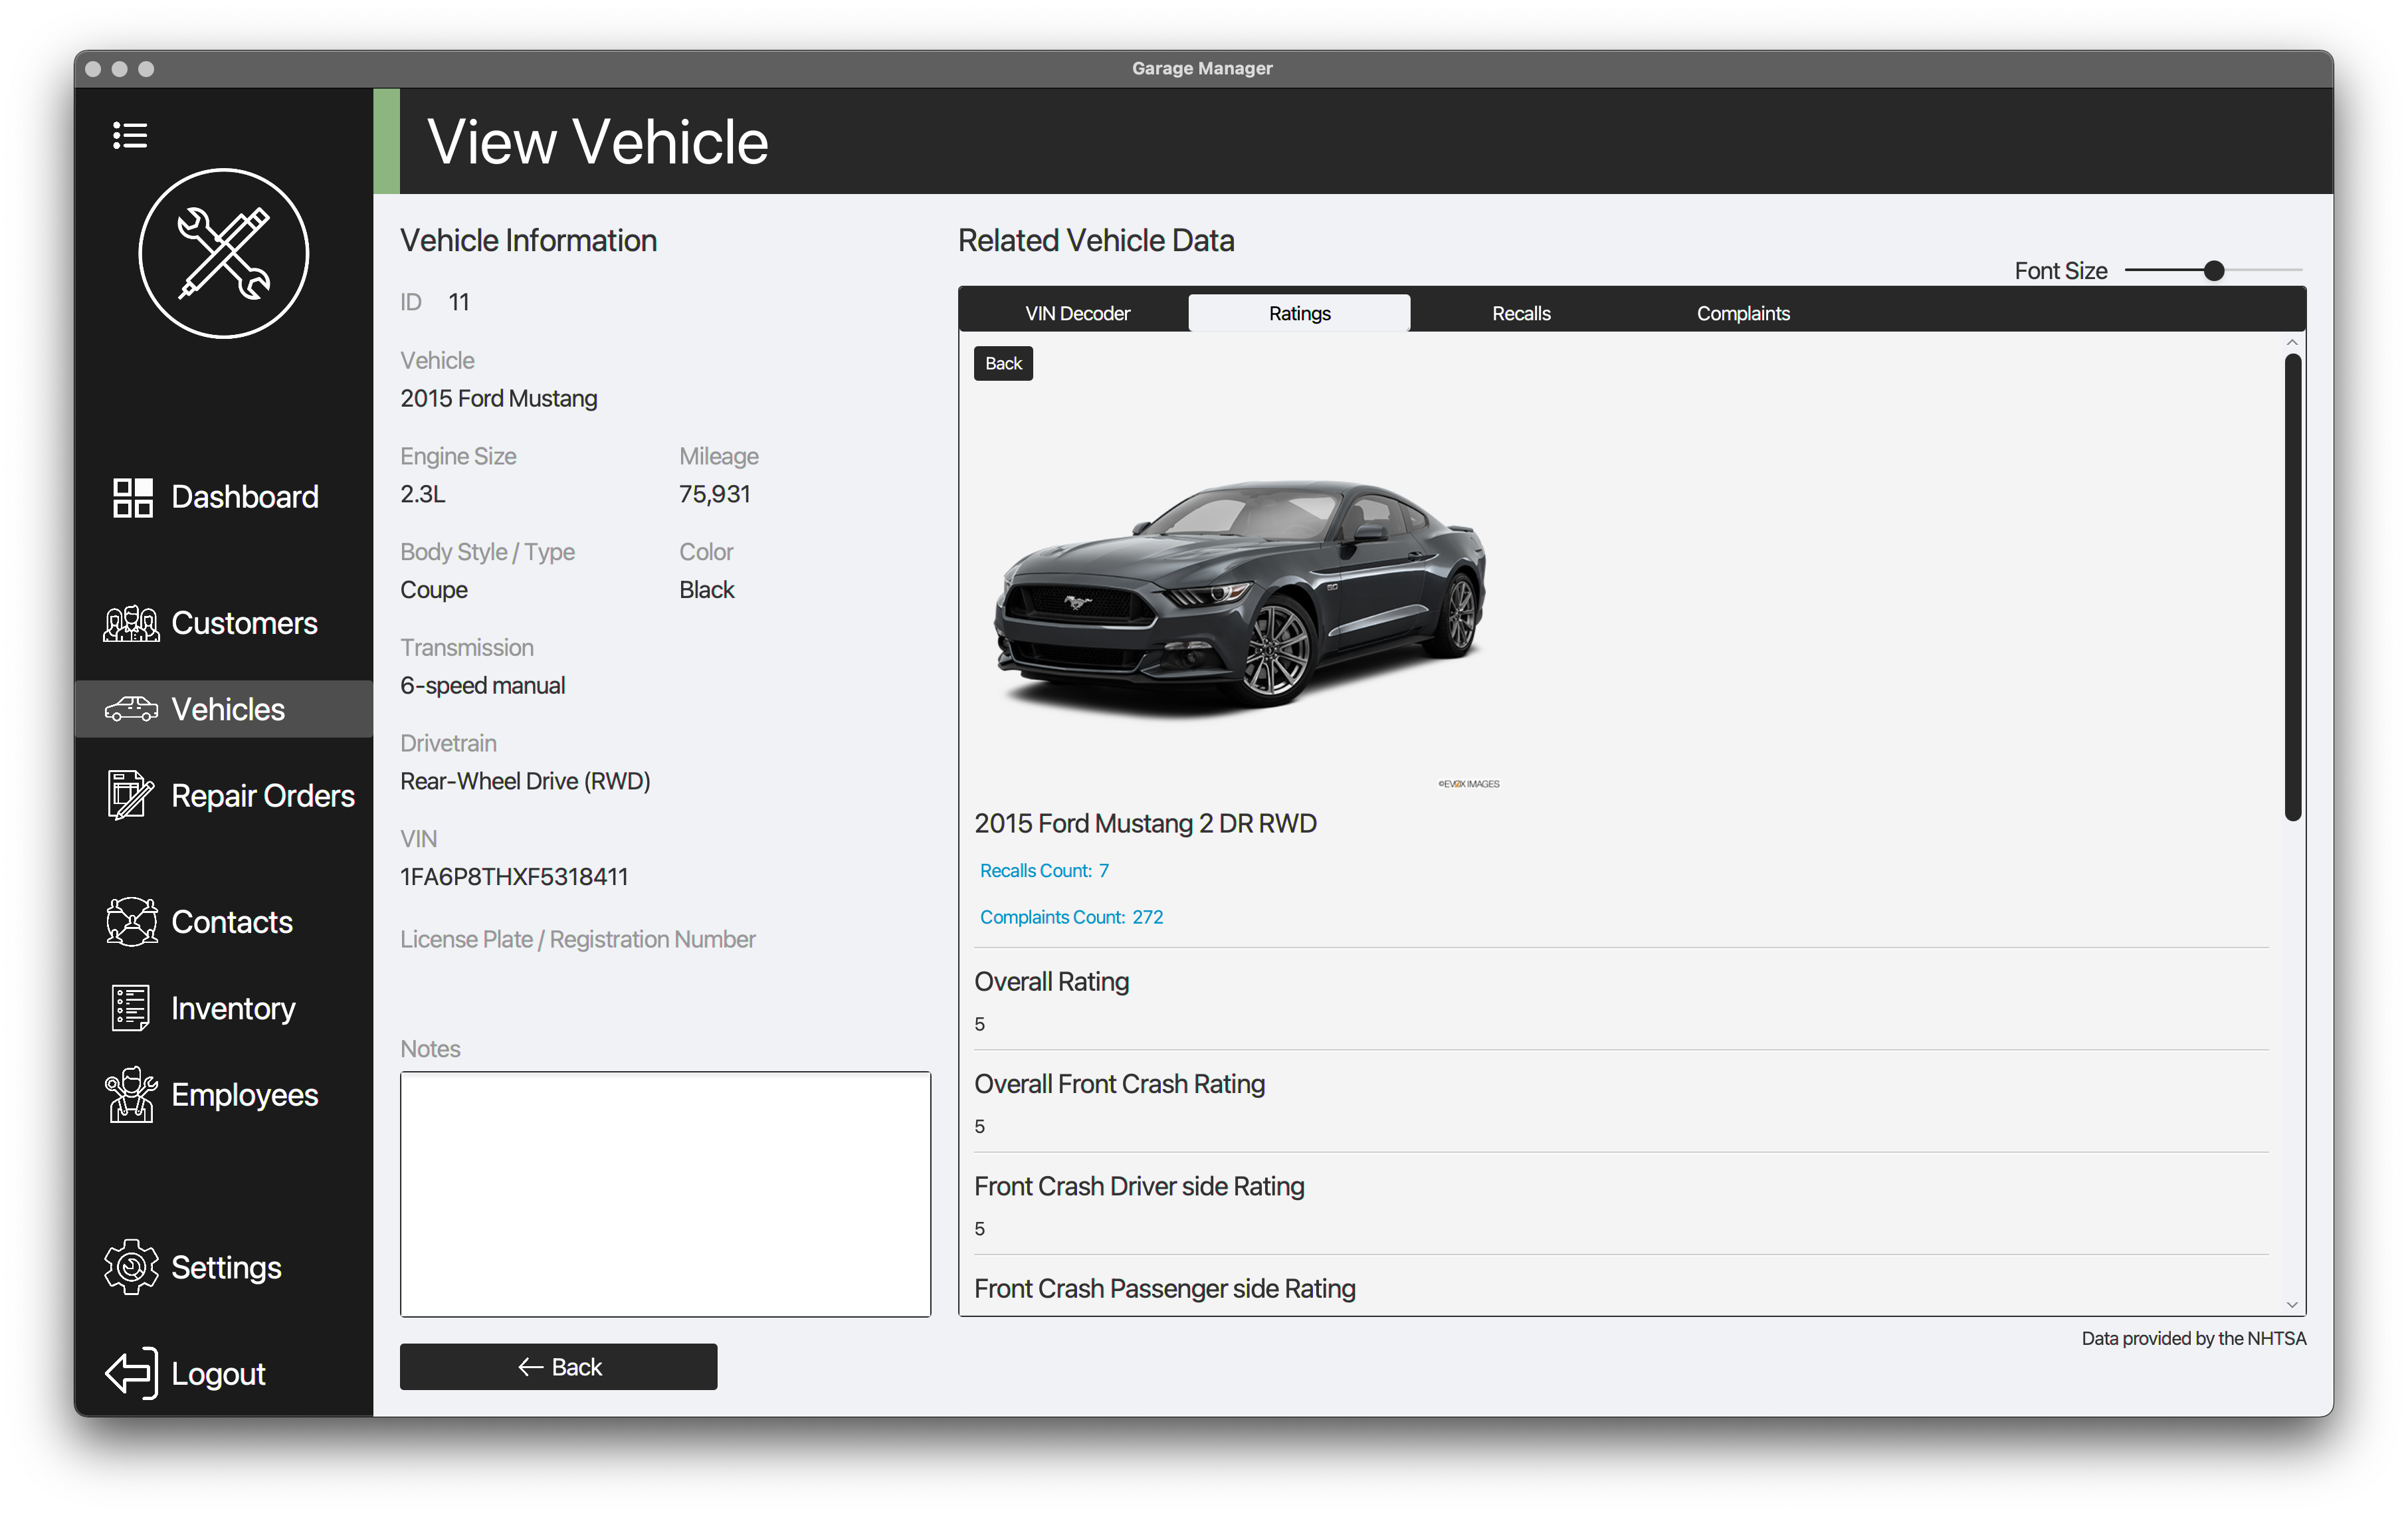 Garage Manager
View Vehicle
Dashboard
Customers
Vehicles
Repair Orders
Contacts
Inventory
Employees
Settings
Logout
Vehicle Information
ID 11
Vehicle
2015 Ford Mustang
Engine Size Mileage
2.3L 75,931
Body Style / Type Color
Coupe Black
Transmission
6-speed manual
Drivetrain
Rear-Wheel Drive (RWD)
VIN
1FA6P8THXF5318411
License Plate / Registration Number
Notes
← Back
Related Vehicle Data
Font Size
VIN Decoder Ratings Recalls Complaints
Back
5.0
©EVOX IMAGES
2015 Ford Mustang 2 DR RWD
Recalls Count: 7
Complaints Count: 272
Overall Rating
5
Overall Front Crash Rating
5
Front Crash Driver side Rating
5
Front Crash Passenger side Rating
Data provided by the NHTSA